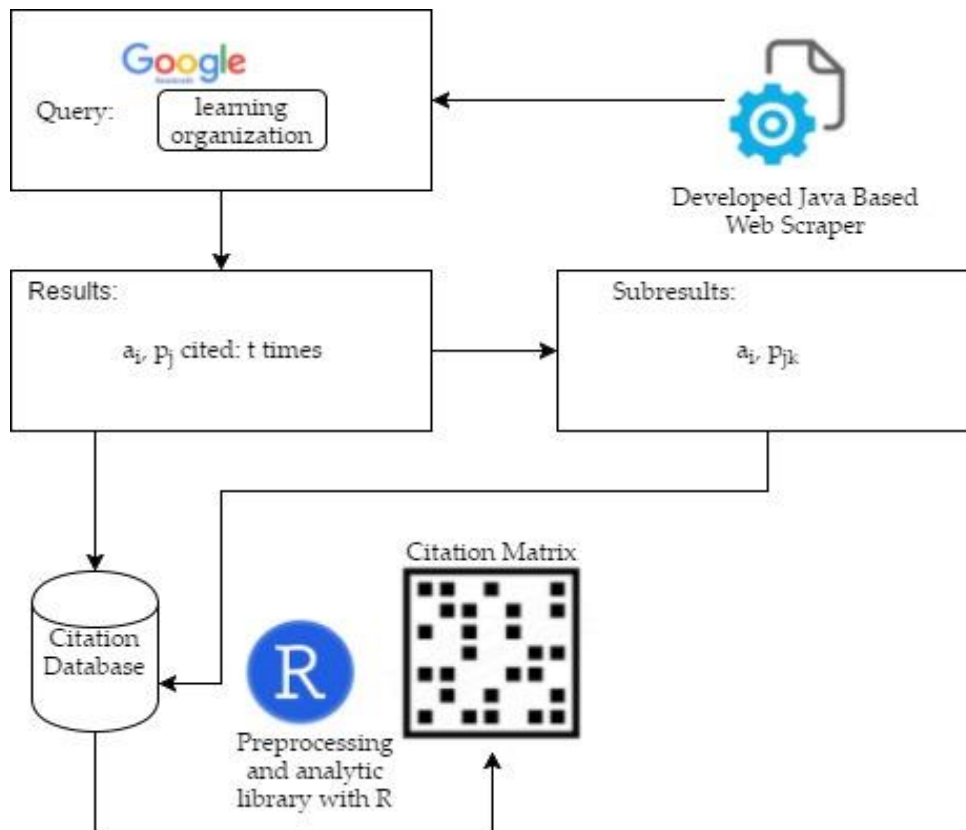 Google
Query:
learning
organization
Developed Java Based
Web Scraper
Results:
aᵢ, pⱼ cited: t times
Subresults:
aᵢ, pⱼₖ
Citation Matrix
Citation
Database
R
Preprocessing
and analytic
library with R